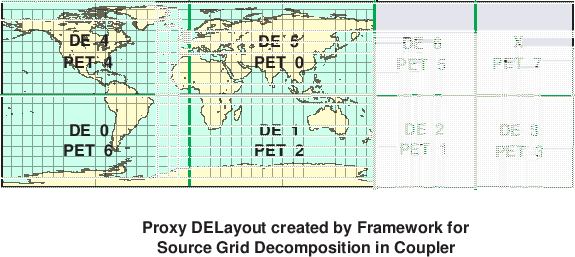 DE 4 DE 5 DE 6 X
PET 4 PET 0 PET 5 PET 7
DE 0 DE 1 DE 2 DE 3
PET 6 PET 2 PET 1 PET 3
Proxy DELayout created by Framework for
Source Grid Decomposition in Coupler